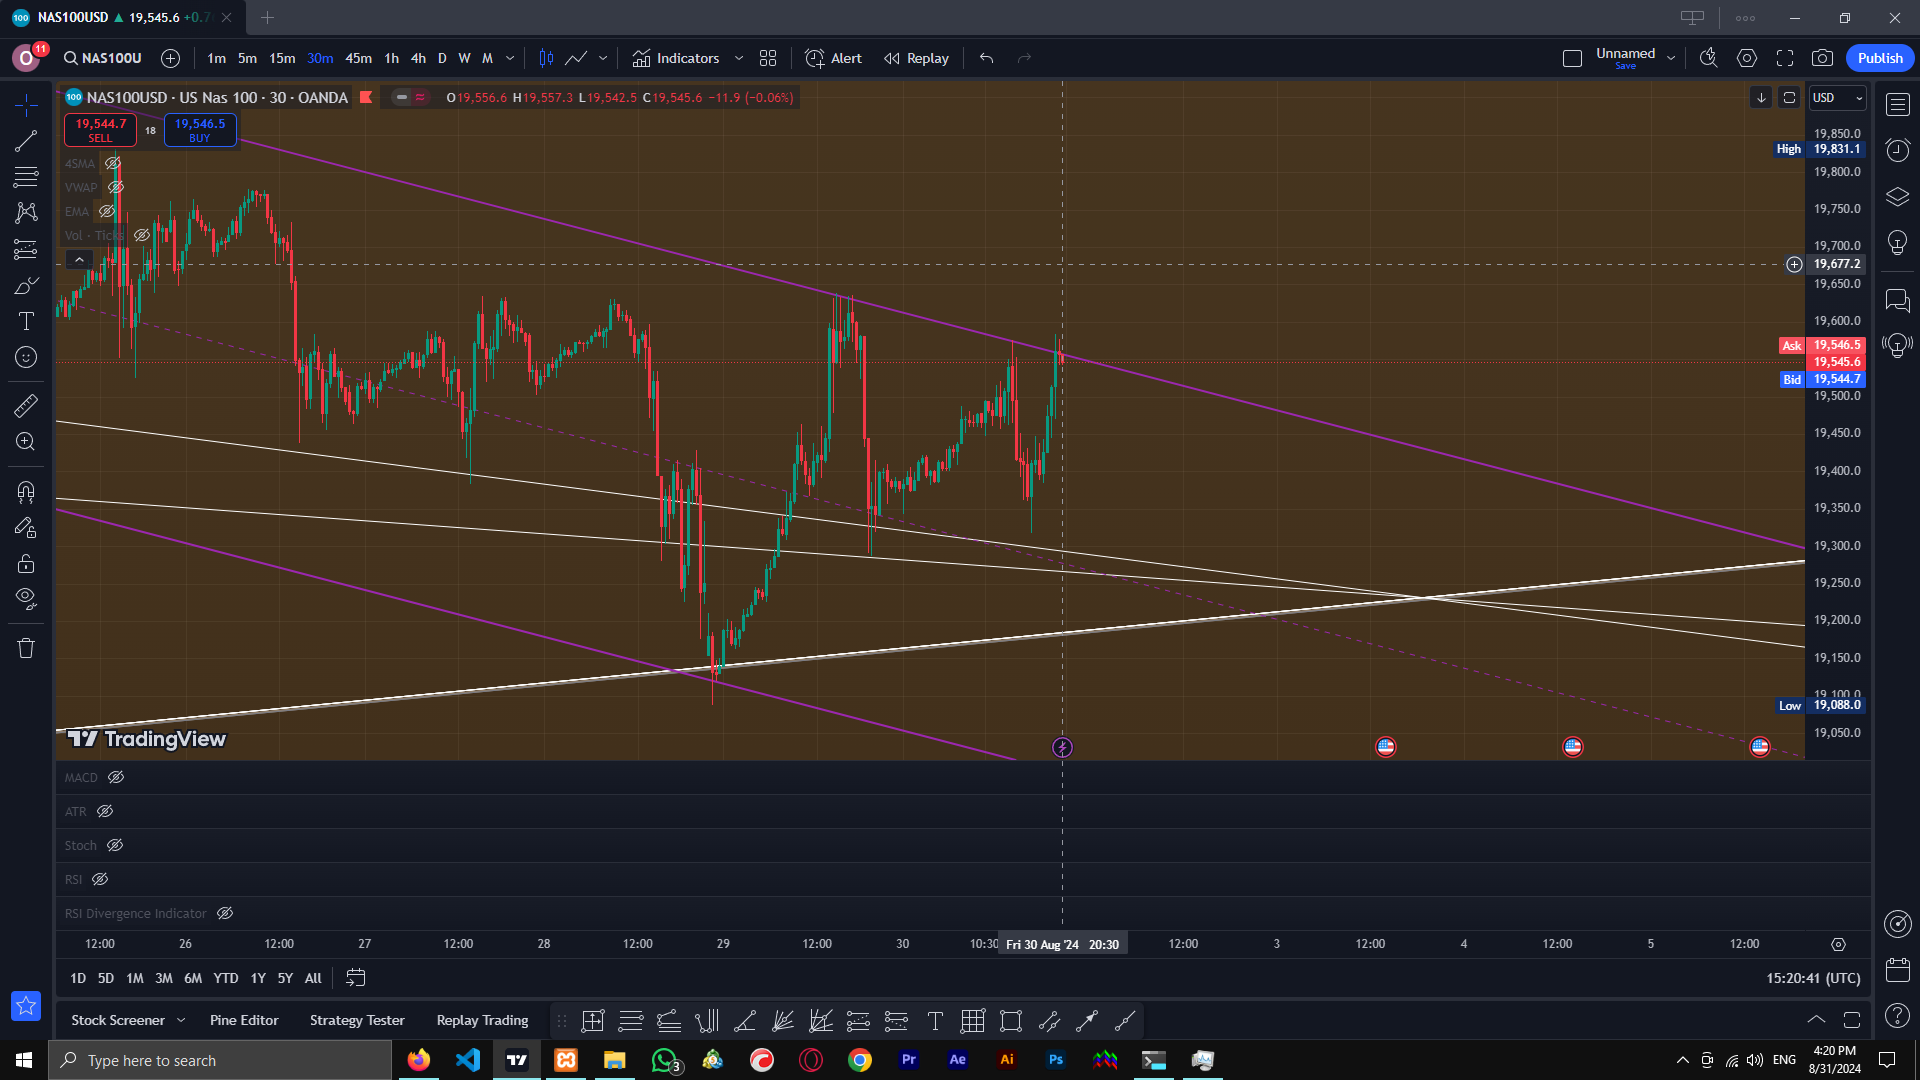 100 NAS100USD ▲ 19,545.6 +0.7
O 11 NAS100U 1m 5m 15m 30m 45m 1h 4h D W M Indicators Alert Replay Unnamed Save Publish
100 NAS100USD · US Nas 100 · 30 · OANDA O19,556.6 H19,557.3 L19,542.5 C19,545.6 −11.9 (−0.06%) USD
19,544.7 SELL 18 19,546.5 BUY
4SMA
VWAP
EMA
Vol · Ticks
19,850.0
High 19,831.1
19,800.0
19,750.0
19,700.0
19,677.2
19,650.0
19,600.0
Ask 19,546.5
19,545.6
Bid 19,544.7
19,500.0
19,450.0
19,400.0
19,350.0
19,300.0
19,250.0
19,200.0
19,150.0
19,100.0
Low 19,088.0
19,050.0
TradingView
MACD
ATR
Stoch
RSI
RSI Divergence Indicator
12:00 26 12:00 27 12:00 28 12:00 29 12:00 30 10:30 Fri 30 Aug '24 20:30 12:00 3 12:00 4 12:00 5 12:00
1D 5D 1M 3M 6M YTD 1Y 5Y All 15:20:41 (UTC)
Stock Screener Pine Editor Strategy Tester Replay Trading
Type here to search 3 Pr Ae Ai Ps ENG 4:20 PM
8/31/2024